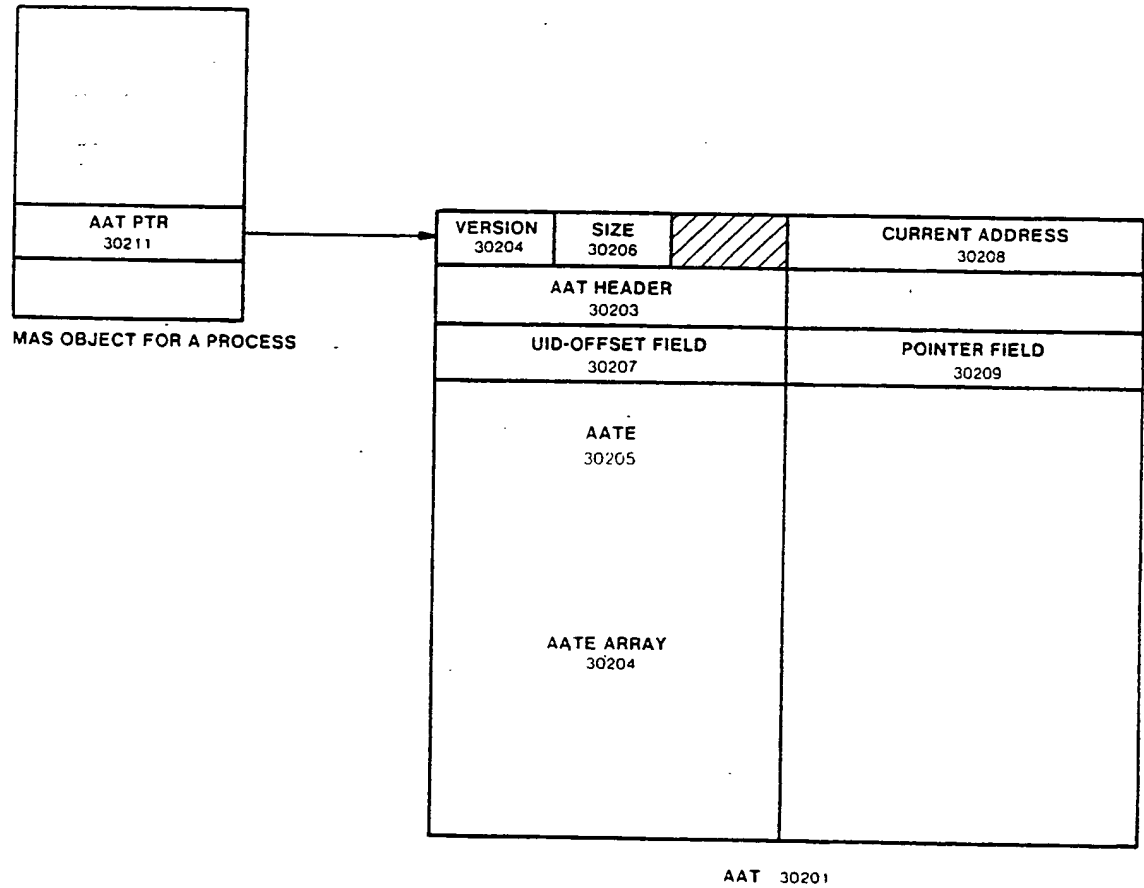 AAT PTR
30211
MAS OBJECT FOR A PROCESS
VERSION
30204
SIZE
30206
CURRENT ADDRESS
30208
AAT HEADER
30203
UID-OFFSET FIELD
30207
POINTER FIELD
30209
AATE
30205
AATE ARRAY
30204
AAT 30201